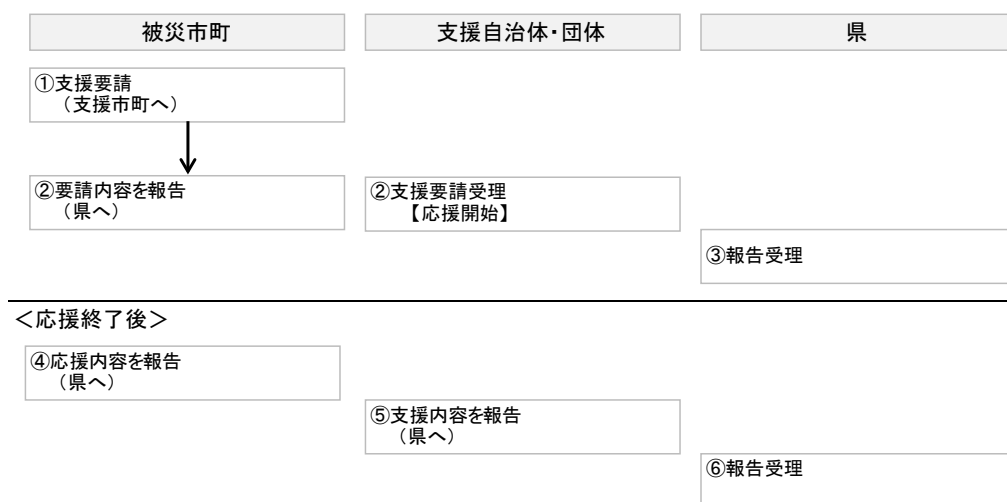 被災市町
支援自治体・団体
県
①支援要請
（支援市町へ）
②要請内容を報告
（県へ）
②支援要請受理
【応援開始】
③報告受理
＜応援終了後＞
④応援内容を報告
（県へ）
⑤支援内容を報告
（県へ）
⑥報告受理